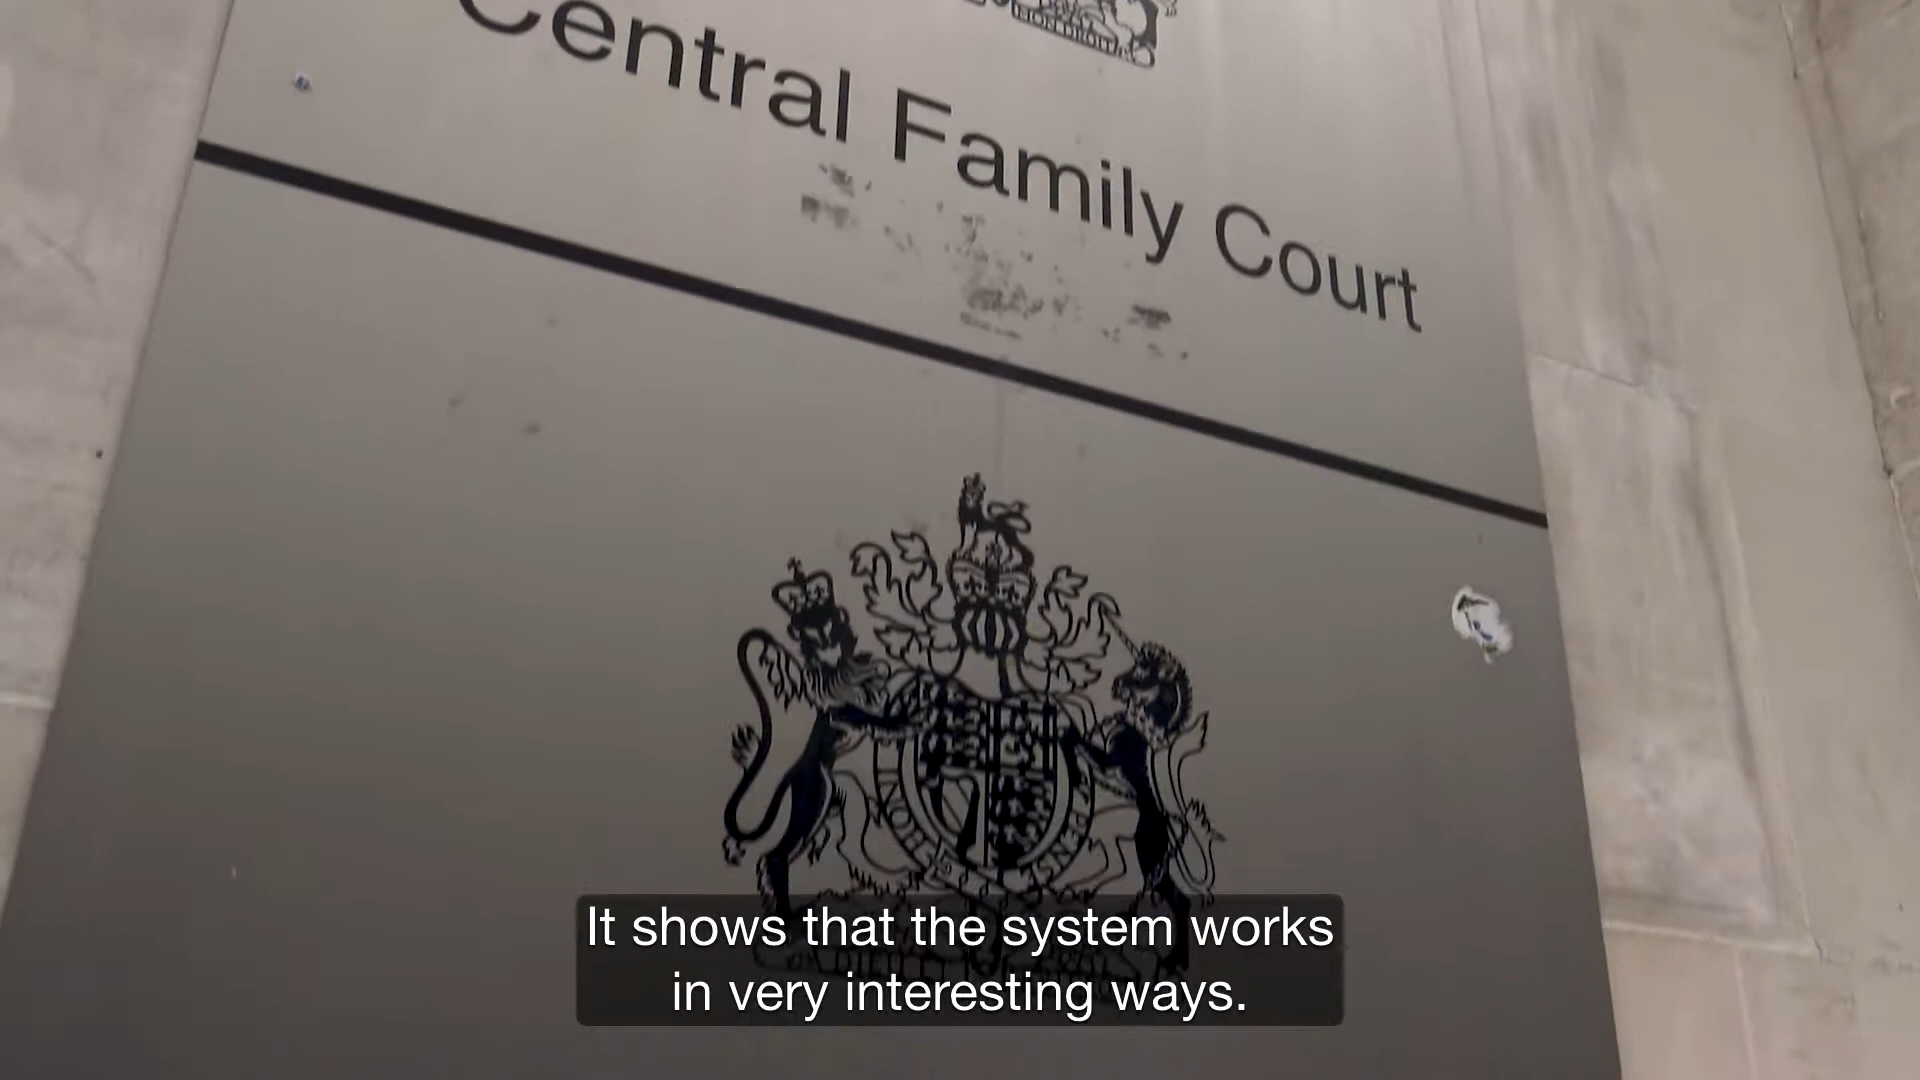 Central Family Court
It shows that the system works
in very interesting ways.